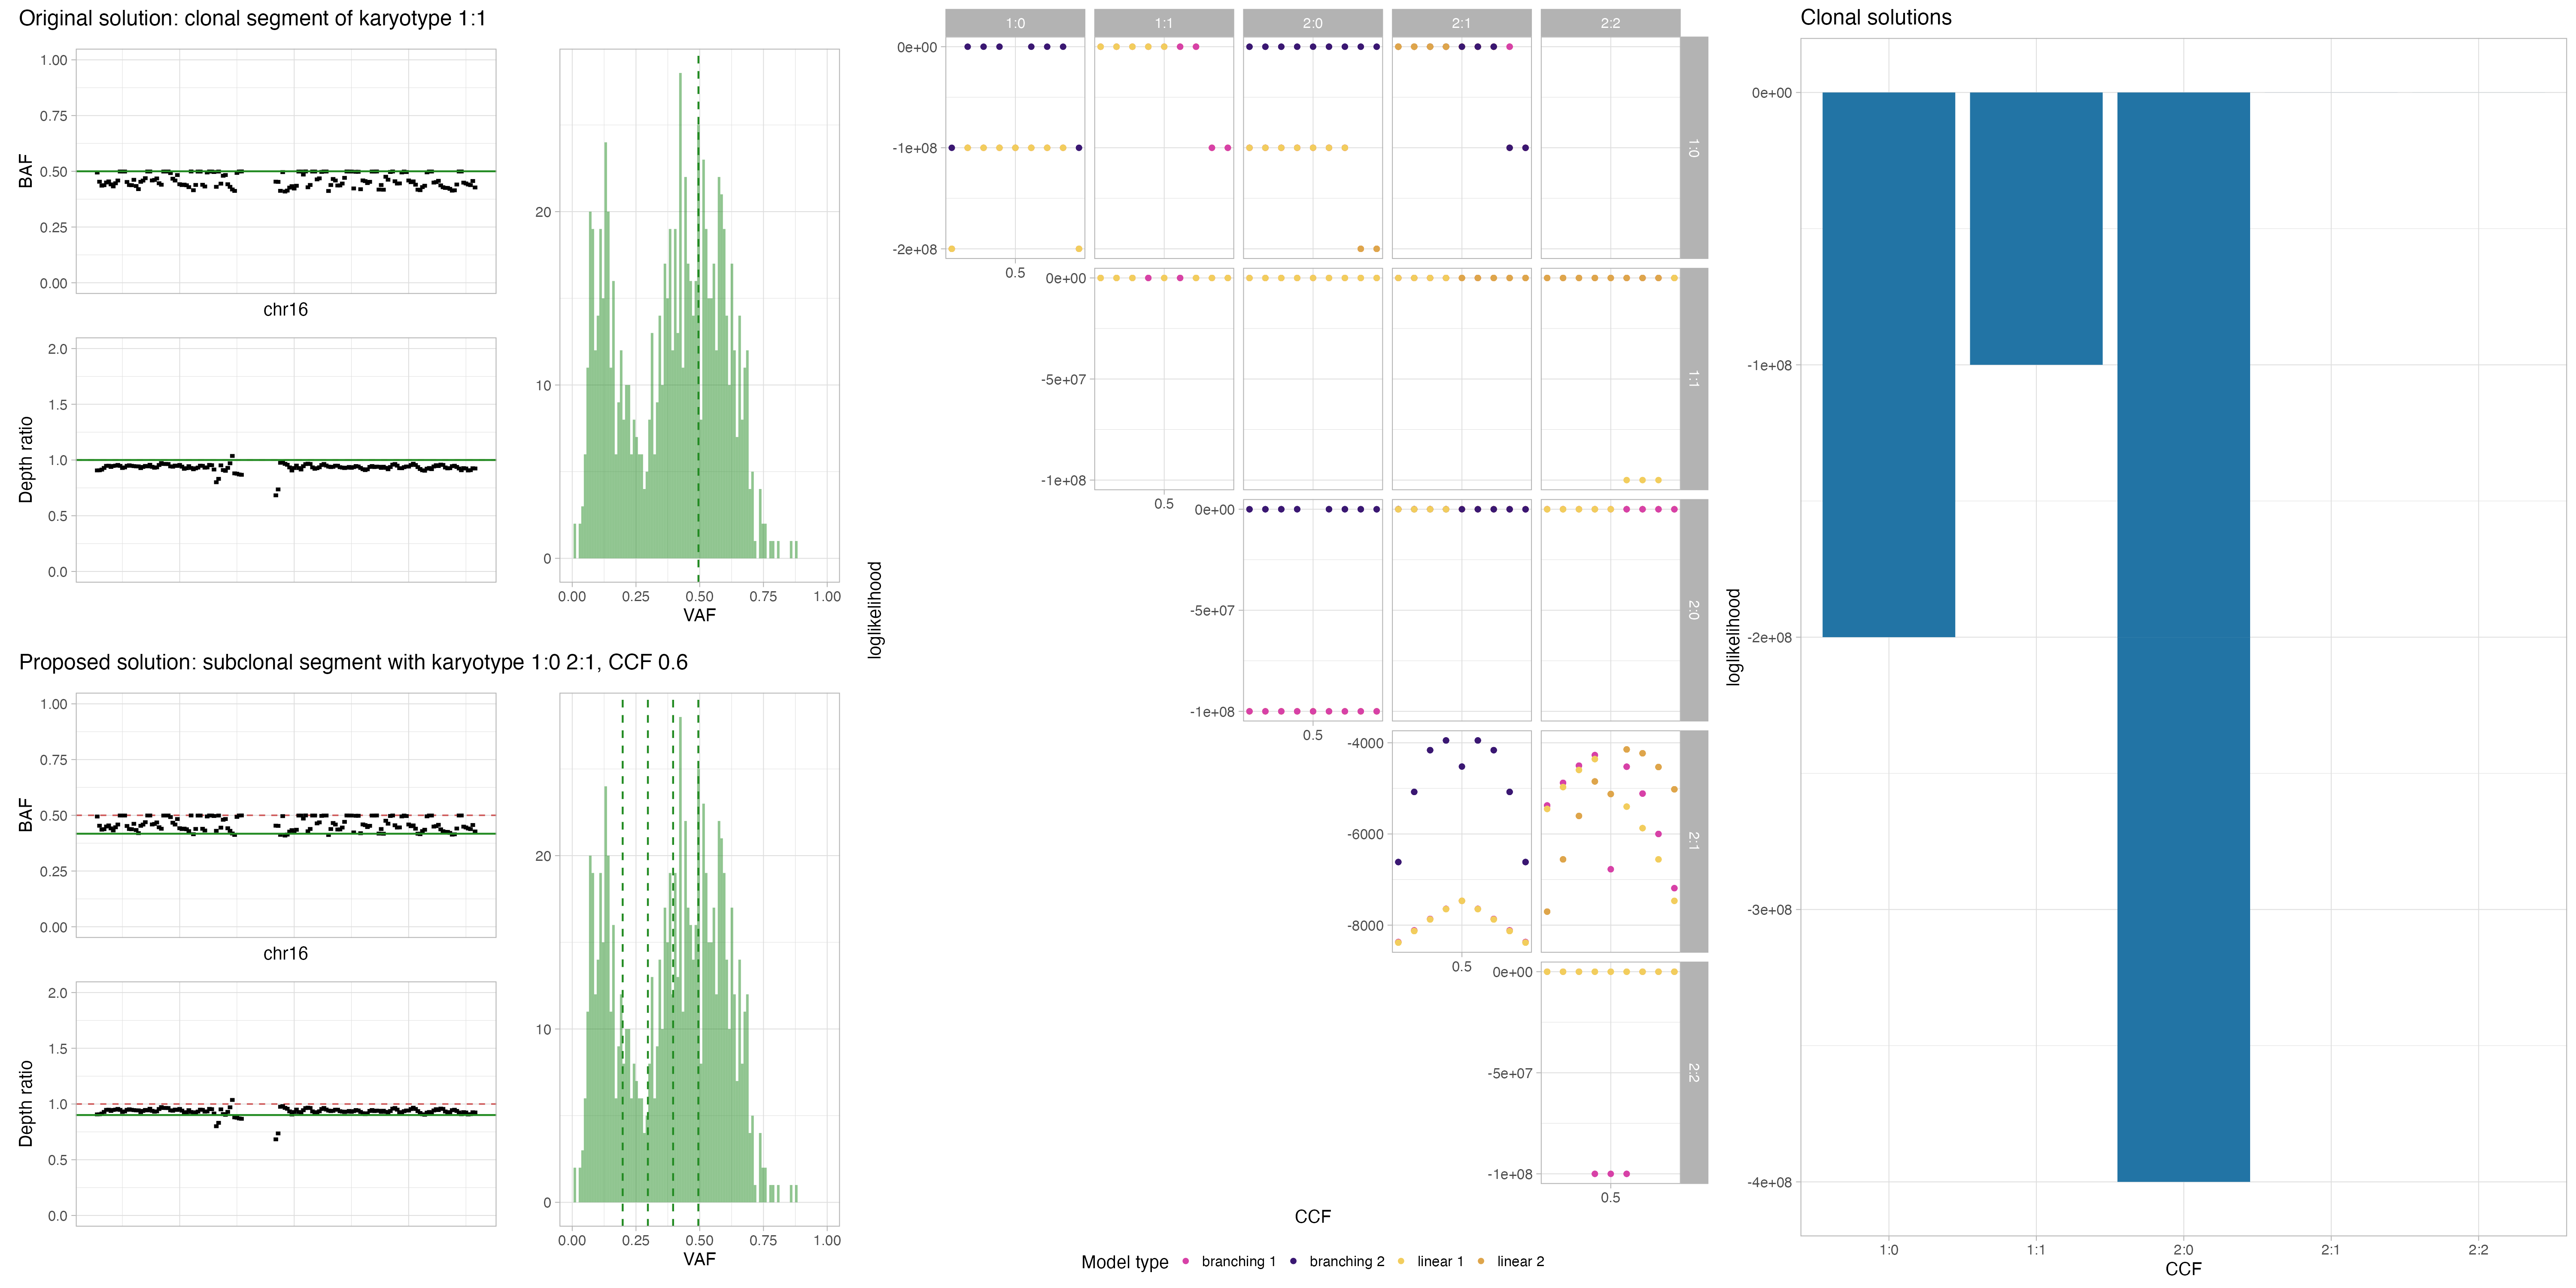 Original solution: clonal segment of karyotype 1:1
1.00
0.75
0.50
0.25
0.00
BAF
chr16
2.0
1.5
1.0
0.5
0.0
Depth ratio
20
10
0
0.00 0.25 0.50 0.75 1.00
VAF
Proposed solution: subclonal segment with karyotype 1:0 2:1, CCF 0.6
1.00
0.75
0.50
0.25
0.00
BAF
chr16
2.0
1.5
1.0
0.5
0.0
Depth ratio
20
10
0
0.00 0.25 0.50 0.75 1.00
VAF
loglikelihood
1:0 1:1 2:0 2:1 2:2
0e+00
-1e+08
-2e+08
0.5
1:0
0e+00
-5e+07
-1e+08
0.5
1:1
0e+00
-5e+07
-1e+08
0.5
2:0
-4000
-6000
-8000
0.5
2:1
0e+00
-5e+07
-1e+08
0.5
2:2
CCF
Model type branching 1 branching 2 linear 1 linear 2
Clonal solutions
0e+00
-1e+08
-2e+08
-3e+08
-4e+08
loglikelihood
1:0 1:1 2:0 2:1 2:2
CCF